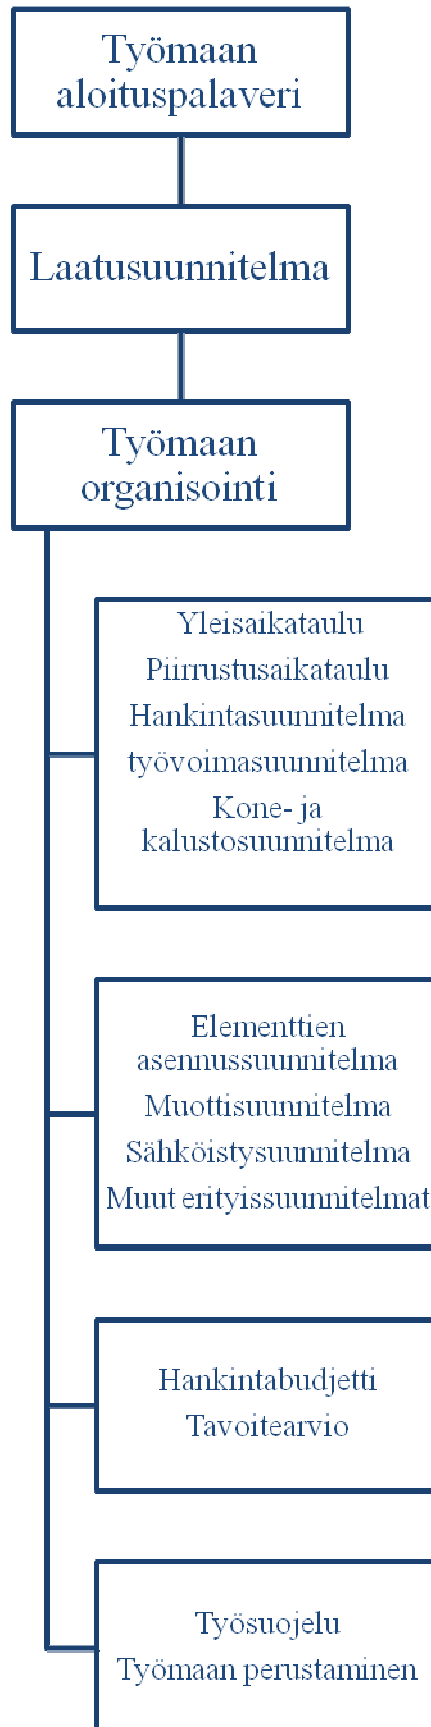 Työmaan
aloituspalaveri
Laatusuunnitelma
Työmaan
organisointi
Yleisaikataulu
Piirrustusaikataulu
Hankintasuunnitelma
työvoimasuunnitelma
Kone- ja
kalustosuunnitelma
Elementtien
asennussuunnitelma
Muottisuunnitelma
Sähköistysuunnitelma
Muut erityissuunnitelmat
Hankintabudjetti
Tavoitearvio
Työsuojelu
Työmaan perustaminen